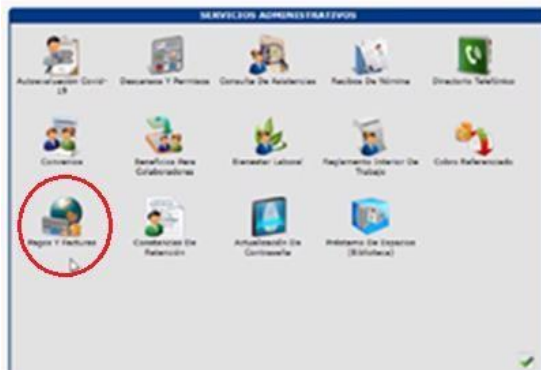 SERVICIOS ADMINISTRATIVOS
Autoevaluación Covid-19
Descansos Y Permisos
Consulta De Asistencias
Recibos De Nómina
Directorio Telefónico
Convenios
Beneficios Para Colaboradores
Bienestar Laboral
Reglamento Interior De Trabajo
Cobro Referenciado
Pagos Y Facturas
Constancias De Retención
Actualización De Contraseña
Préstamo De Espacios (Biblioteca)